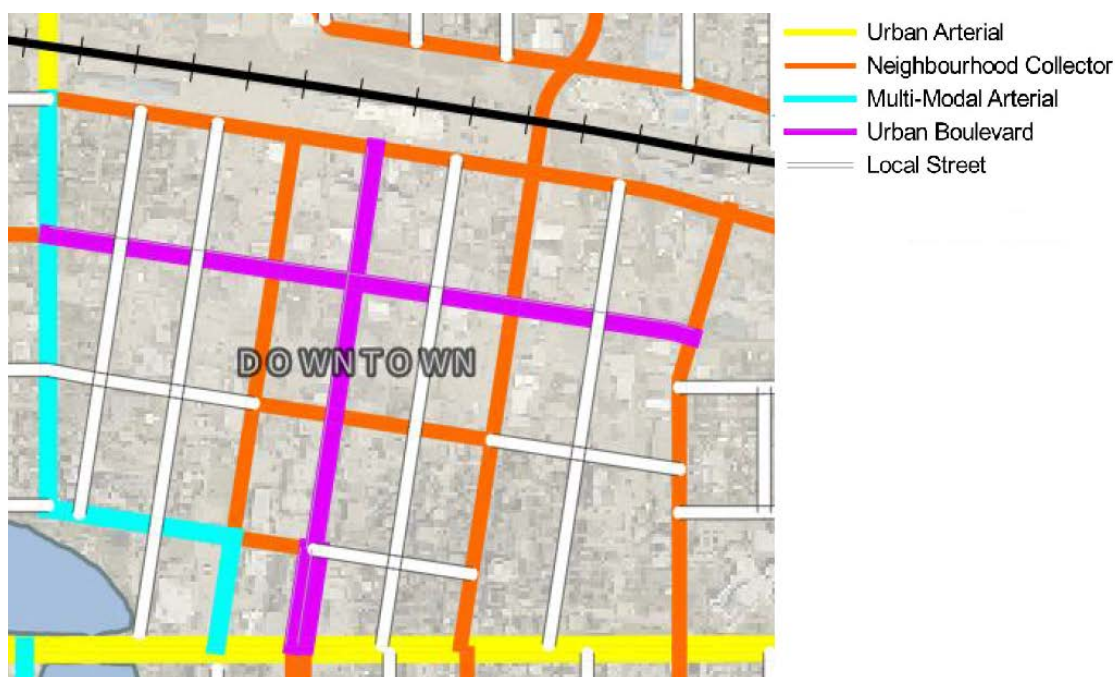 Urban Arterial
Neighbourhood Collector
Multi-Modal Arterial
Urban Boulevard
Local Street
DOWNTOWN